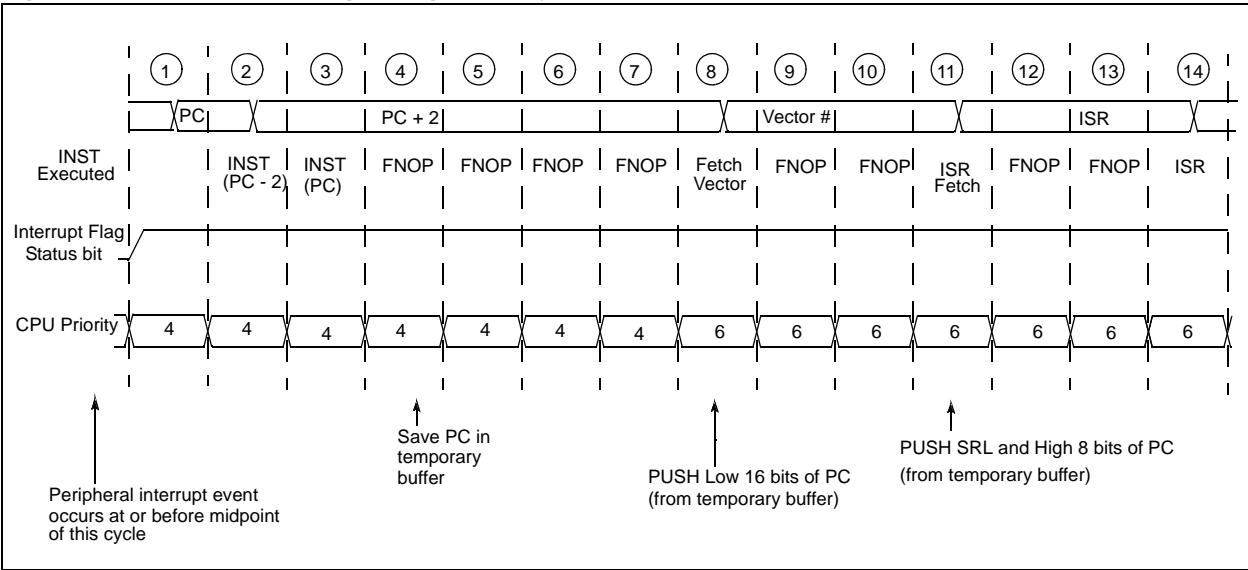 1 2 3 4 5 6 7 8 9 10 11 12 13 14
PC PC + 2 Vector # ISR
INST
Executed
INST
(PC - 2)
INST
(PC)
FNOP FNOP FNOP FNOP
Fetch
Vector
FNOP FNOP
ISR
Fetch
FNOP FNOP ISR
Interrupt Flag
Status bit
CPU Priority 4 4 4 4 4 4 4 6 6 6 6 6 6 6
Save PC in
temporary
buffer
PUSH Low 16 bits of PC
(from temporary buffer)
PUSH SRL and High 8 bits of PC
(from temporary buffer)
Peripheral interrupt event
occurs at or before midpoint
of this cycle